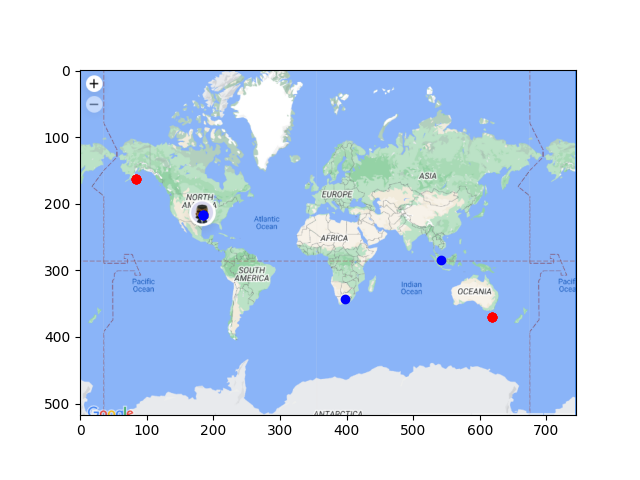 0
100
200
300
400
500
+
−
NORTH
AMERICA
Atlantic
Ocean
EUROPE
ASIA
AFRICA
SOUTH
AMERICA
Pacific
Ocean
Indian
Ocean
OCEANIA
Google
ANTARCTICA
0
100
200
300
400
500
600
700